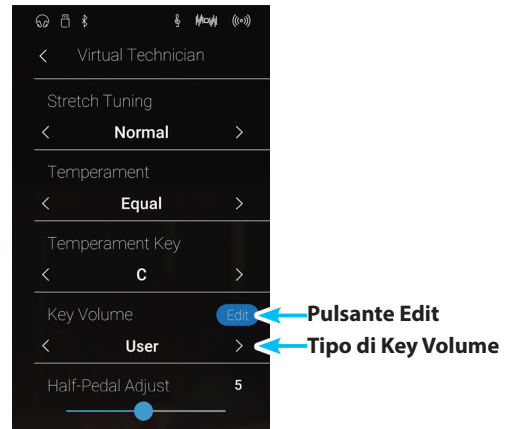 Virtual Technician
Stretch Tuning
Normal
Temperament
Equal
Temperament Key
C
Key Volume Edit Pulsante Edit
User Tipo di Key Volume
Half-Pedal Adjust 5